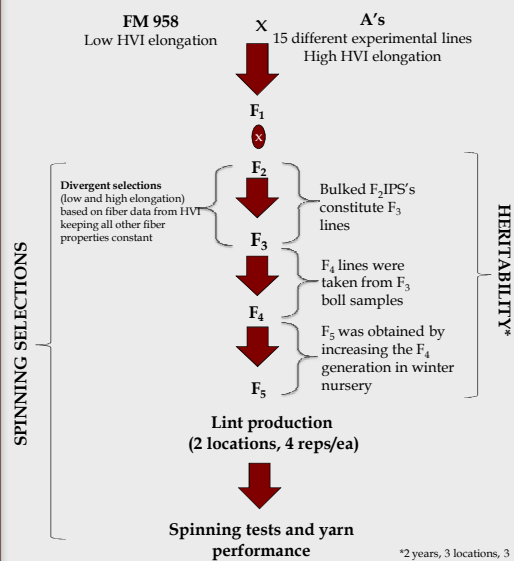 FM 958
Low HVI elongation
X
A's
15 different experimental lines
High HVI elongation
F1
x
F2
Divergent selections
(low and high elongation)
based on fiber data from HVI
keeping all other fiber
properties constant
Bulked F2IPS's
constitute F3
lines
F3
F4 lines were
taken from F3
boll samples
F4
F5 was obtained by
increasing the F4
generation in winter
nursery
F5
SPINNING SELECTIONS
HERITABILITY*
Lint production
(2 locations, 4 reps/ea)
Spinning tests and yarn
performance
*2 years, 3 locations, 3